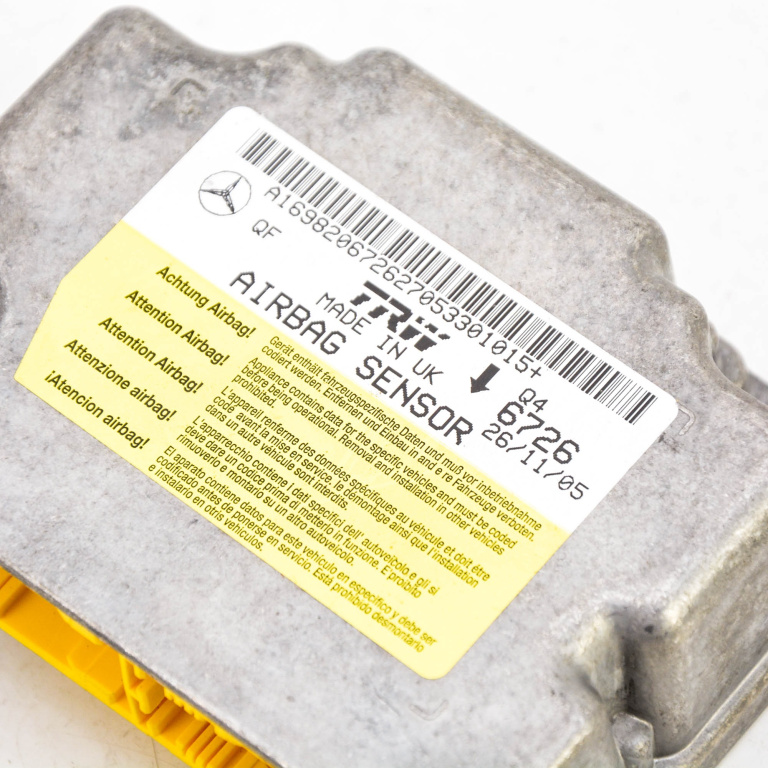 A1698206726270533301015+
QF
TRW
MADE IN UK
Q4
AIRBAG SENSOR
6726
26/11/05
Achtung Airbag!
Gerät enthält fahrzeugspezifische Daten und muß vor inbetriebnahme
codiert werden. Entfernen und Einbau in andere Fahrzeuge verboten.
Attention Airbag!
Appliance contains data for the specific vehicles and must be coded
before being operational. Removal and installation in other vehicles
prohibited.
Attention Airbag!
L'appareil enferme des données spécifiques au véhicule et doit être
codé avant la mise en service, le démontage ainsi que l'installation
dans un autre véhicule sont interdits.
Attenzione airbag!
L'apparecchio contiene i dati specifici dell' autoveicolo e gli si
deve dare un codice prima di metterlo in funzione. É proibito
rimuoverlo e montarlo su un altro autoveicolo.
¡Atencion airbag!
El aparato contiene datos para este vehículo en específico y debe ser
codificado antes de ponerse en servicio. Está prohibido desmontarlo
e instalarlo en otris vehículos.